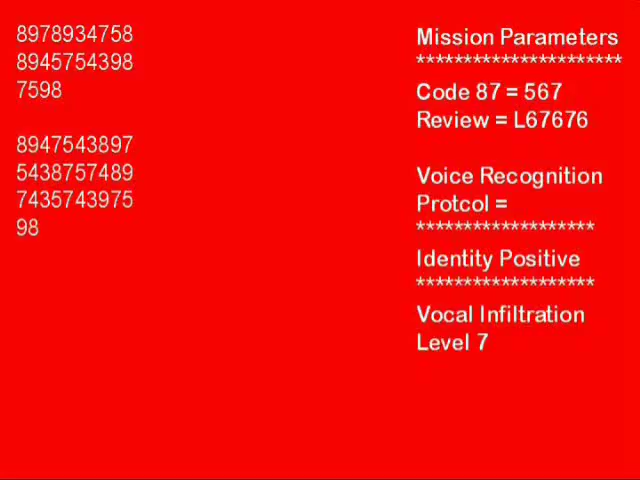 8978934758
8945754398
7598
8947543897
5438757489
7435743975
98
Mission Parameters
**********************
Code 87 = 567
Review = L67676
Voice Recognition
Protcol =
*******************
Identity Positive
*******************
Vocal Infiltration
Level 7